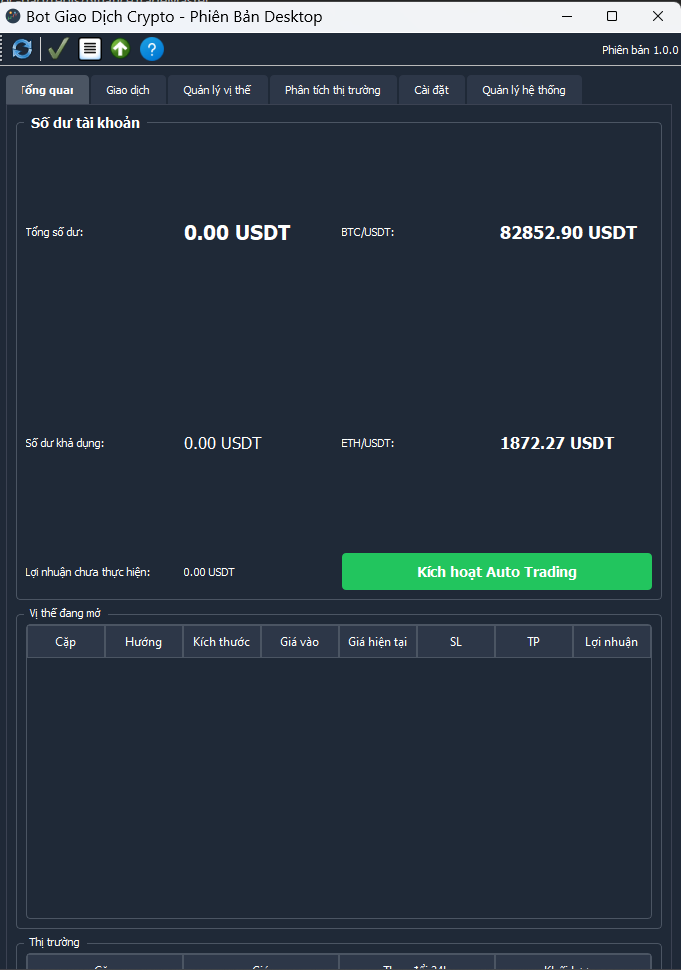 Bot Giao Dịch Crypto - Phiên Bản Desktop
Phiên bản 1.0.0
Tổng quan Giao dịch Quản lý vị thế Phân tích thị trường Cài đặt Quản lý hệ thống
Số dư tài khoản
Tổng số dư: 0.00 USDT BTC/USDT: 82852.90 USDT
Số dư khả dụng: 0.00 USDT ETH/USDT: 1872.27 USDT
Lợi nhuận chưa thực hiện: 0.00 USDT Kích hoạt Auto Trading
Vị thế đang mở
Cặp Hướng Kích thước Giá vào Giá hiện tại SL TP Lợi nhuận
Thị trường